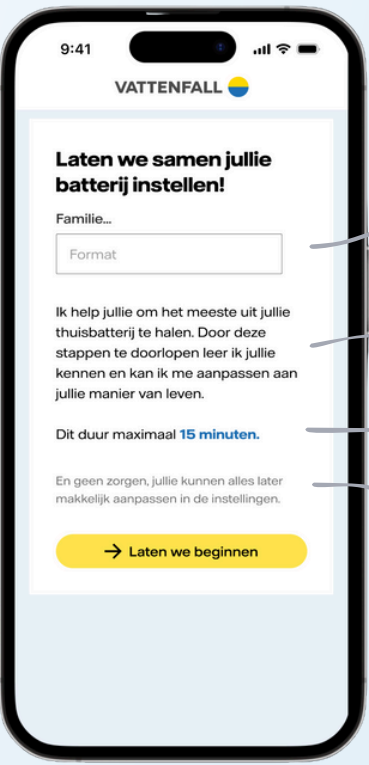 9:41
VATTENFALL
Laten we samen jullie
batterij instellen!
Familie...
Format
Ik help jullie om het meeste uit jullie
thuisbatterij te halen. Door deze
stappen te doorlopen leer ik jullie
kennen en kan ik me aanpassen aan
jullie manier van leven.
Dit duur maximaal 15 minuten.
En geen zorgen, jullie kunnen alles later
makkelijk aanpassen in de instellingen.
→ Laten we beginnen